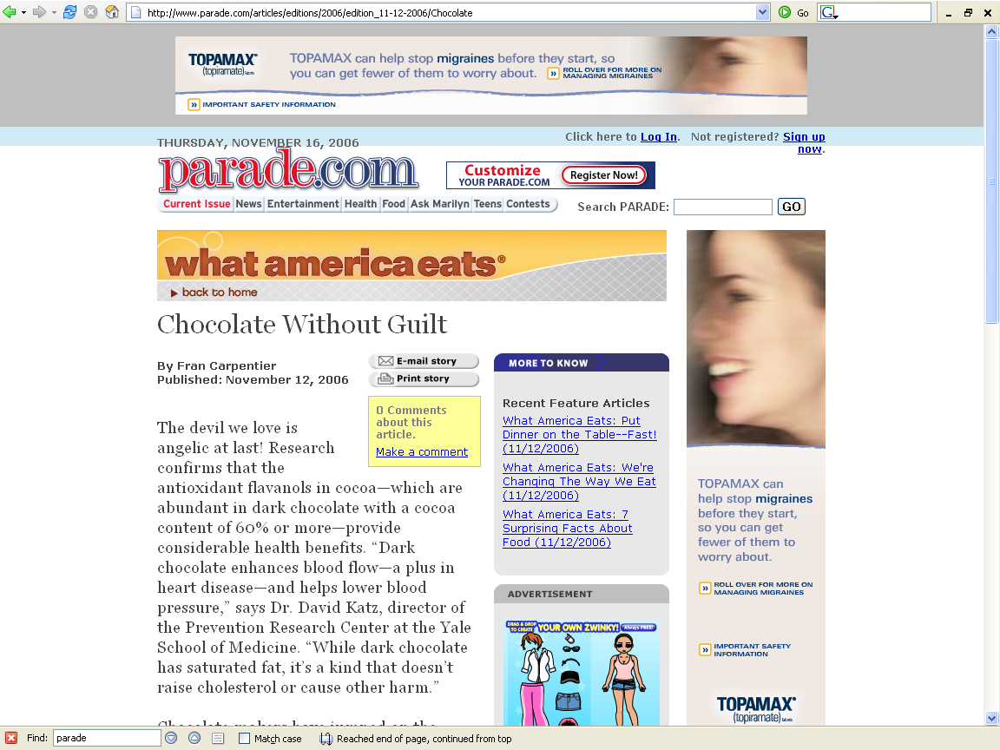 http://www.parade.com/articles/editions/2006/edition_11-12-2006/Chocolate
Go
G
TOPAMAX®
(topiramate) tablets
TOPAMAX can help stop migraines before they start, so
you can get fewer of them to worry about.
ROLL OVER FOR MORE ON
MANAGING MIGRAINES
IMPORTANT SAFETY INFORMATION
THURSDAY, NOVEMBER 16, 2006
Click here to Log In. Not registered? Sign up
now.
parade.com
Customize
YOUR PARADE.COM
Register Now!
Current Issue News Entertainment Health Food Ask Marilyn Teens Contests
Search PARADE:
GO
what america eats®
back to home
Chocolate Without Guilt
By Fran Carpentier
Published: November 12, 2006
E-mail story
Print story
0 Comments
about this
article.
Make a comment
The devil we love is
angelic at last! Research
confirms that the
antioxidant flavanols in cocoa—which are
abundant in dark chocolate with a cocoa
content of 60% or more—provide
considerable health benefits. “Dark
chocolate enhances blood flow—a plus in
heart disease—and helps lower blood
pressure,” says Dr. David Katz, director of
the Prevention Research Center at the Yale
School of Medicine. “While dark chocolate
has saturated fat, it’s a kind that doesn’t
raise cholesterol or cause other harm.”
Chocolate makers have jumped on the
MORE TO KNOW
Recent Feature Articles
What America Eats: Put
Dinner on the Table--Fast!
(11/12/2006)
What America Eats: We're
Changing The Way We Eat
(11/12/2006)
What America Eats: 7
Surprising Facts About
Food (11/12/2006)
ADVERTISEMENT
DRAG & DROP
TO CREATE
YOUR OWN ZWINKY!
Always FREE!
TOPAMAX can
help stop migraines
before they start,
so you can get
fewer of them to
worry about.
ROLL OVER FOR MORE ON
MANAGING MIGRAINES
IMPORTANT SAFETY
INFORMATION
TOPAMAX®
(topiramate) tablets
Find:
parade
Match case
Reached end of page, continued from top